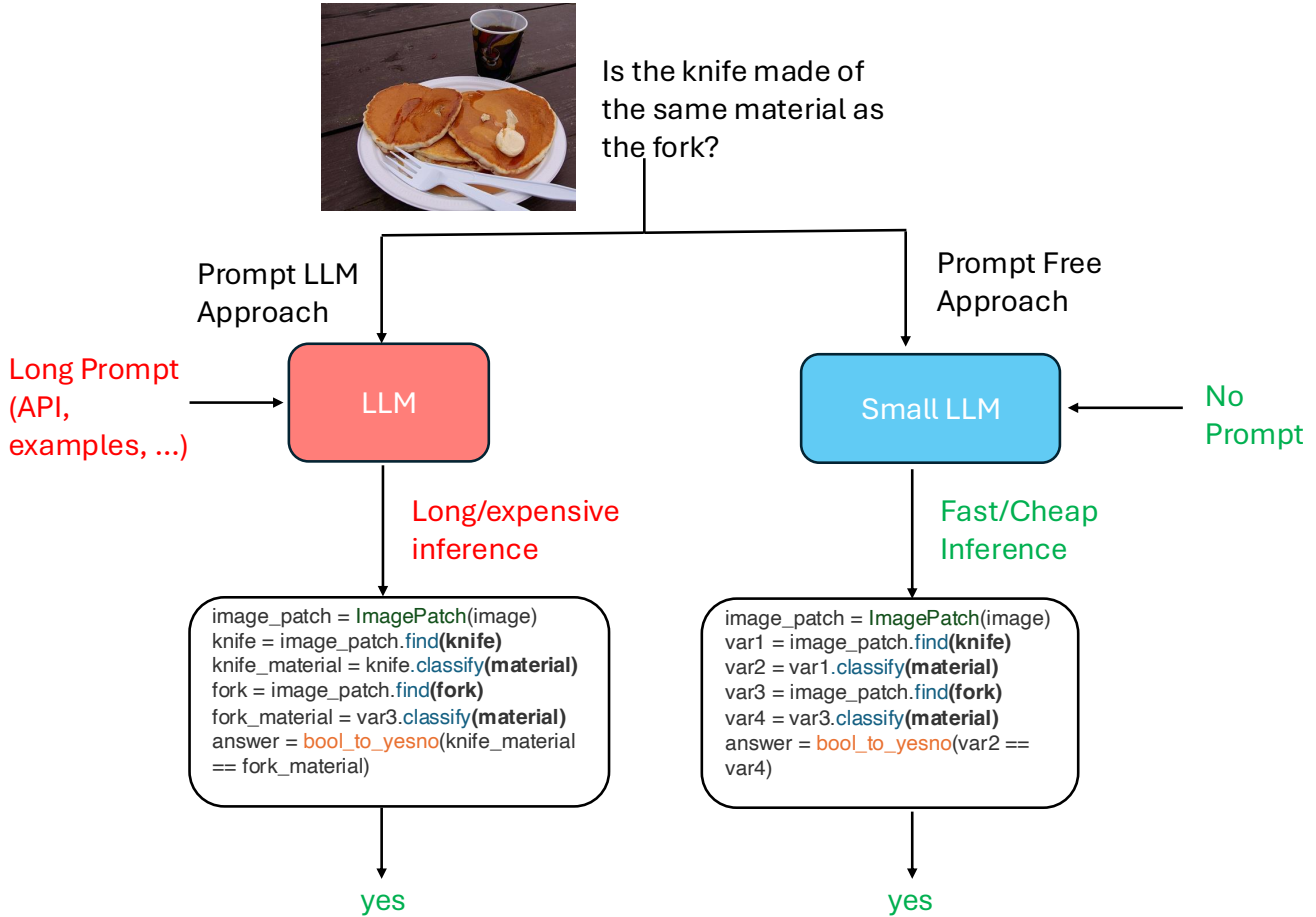 Is the knife made of
the same material as
the fork?
Prompt LLM
Approach
Prompt Free
Approach
Long Prompt
(API,
examples, ...)
LLM
Small LLM
No
Prompt
Long/expensive
inference
Fast/Cheap
Inference
image_patch = ImagePatch(image)
knife = image_patch.find(knife)
knife_material = knife.classify(material)
fork = image_patch.find(fork)
fork_material = var3.classify(material)
answer = bool_to_yesno(knife_material
== fork_material)
image_patch = ImagePatch(image)
var1 = image_patch.find(knife)
var2 = var1.classify(material)
var3 = image_patch.find(fork)
var4 = var3.classify(material)
answer = bool_to_yesno(var2 ==
var4)
yes
yes